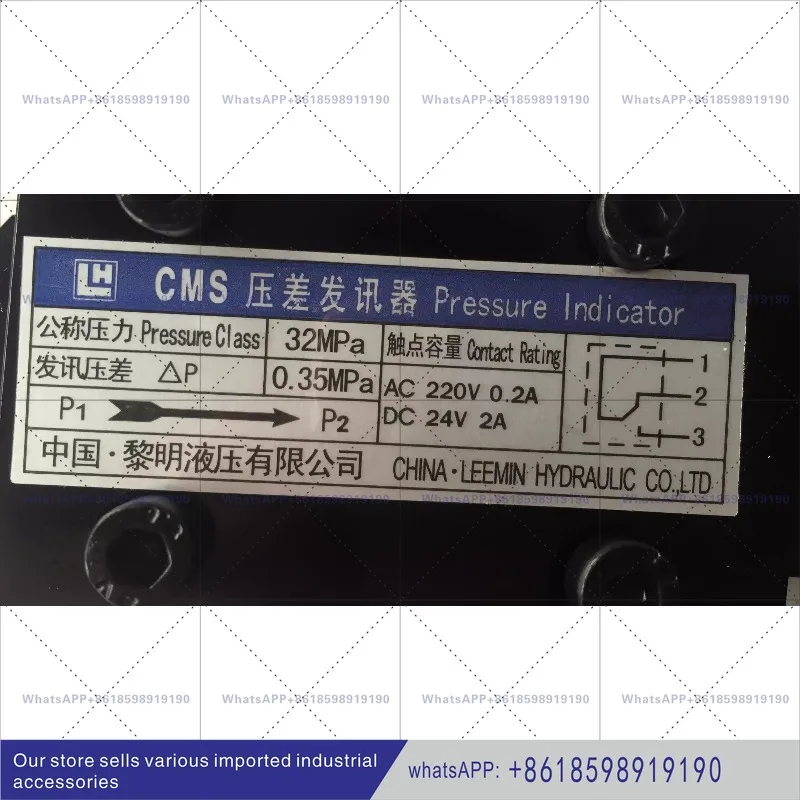 WhatsAPP+8618598919190 WhatsAPP+8618598919190 WhatsAPP+8618598919190 WhatsAPP+8618598919190
LH CMS 压差发讯器 Pressure Indicator
公称压力 Pressure Class 32MPa 触点容量 Contact Rating
发讯压差 △P 0.35MPa AC 220V 0.2A
DC 24V 2A
P1 P2
1
2
3
中国·黎明液压有限公司 CHINA·LEEMIN HYDRAULIC CO,LTD
WhatsAPP+8618598919190 WhatsAPP+8618598919190 WhatsAPP+8618598919190 WhatsAPP+8618598919190
Our store sells various imported industrial
accessories
whatsAPP: +8618598919190